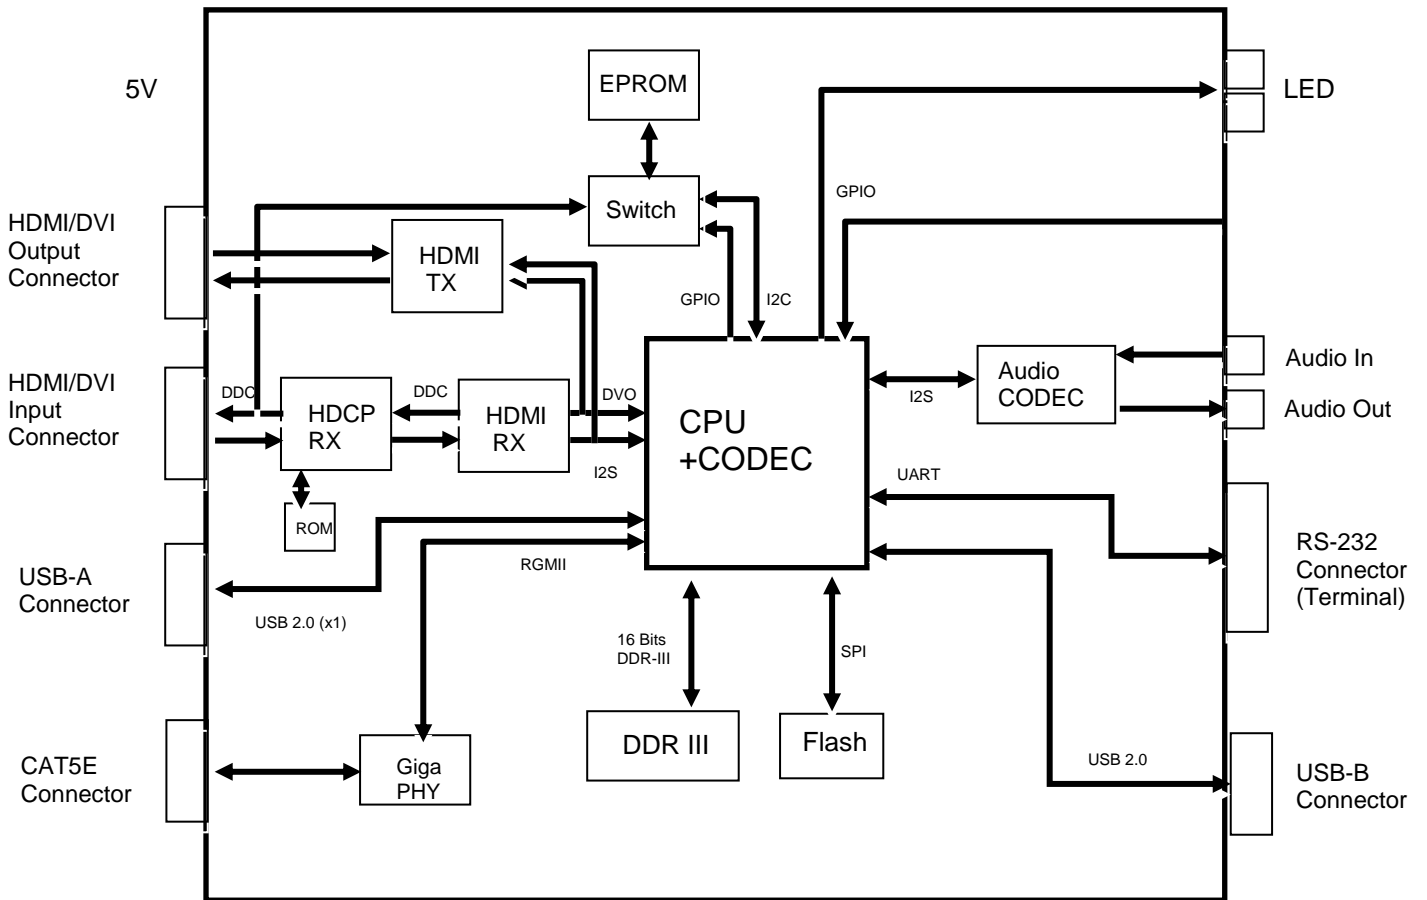 5V
EPROM
LED
HDMI/DVI
Output
Connector
Switch
GPIO
HDMI
TX
GPIO
I2C
HDMI/DVI
Input
Connector
DDC
HDCP
RX
DDC
HDMI
RX
DVO
I2S
CPU
+CODEC
I2S
Audio
CODEC
Audio In
Audio Out
ROM
UART
RGMII
USB-A
Connector
USB 2.0 (x1)
RS-232
Connector
(Terminal)
16 Bits
DDR-III
SPI
DDR III
Flash
CAT5E
Connector
Giga
PHY
USB 2.0
USB-B
Connector